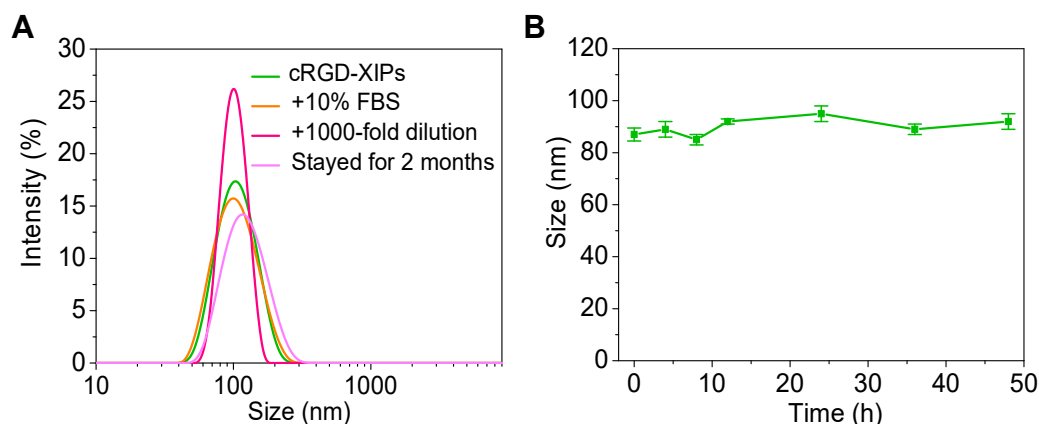 A
30
25
20
15
10
5
0
Intensity (%)
cRGD-XIPs
+10% FBS
+1000-fold dilution
Stayed for 2 months
10
100
1000
Size (nm)
B
120
100
80
60
40
20
0
Size (nm)
0
10
20
30
40
50
Time (h)